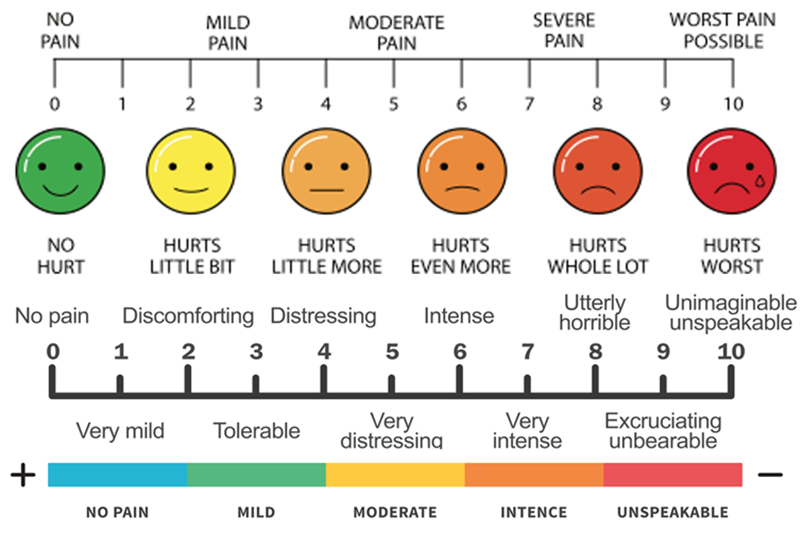 NO PAIN
MILD PAIN
MODERATE PAIN
SEVERE PAIN
WORST PAIN POSSIBLE
0 1 2 3 4 5 6 7 8 9 10
NO HURT
HURTS LITTLE BIT
HURTS LITTLE MORE
HURTS EVEN MORE
HURTS WHOLE LOT
HURTS WORST
No pain
Discomforting
Distressing
Intense
Utterly horrible
Unimaginable unspeakable
0 1 2 3 4 5 6 7 8 9 10
Very mild
Tolerable
Very distressing
Very intense
Excruciating unbearable
+ −
NO PAIN
MILD
MODERATE
INTENCE
UNSPEAKABLE